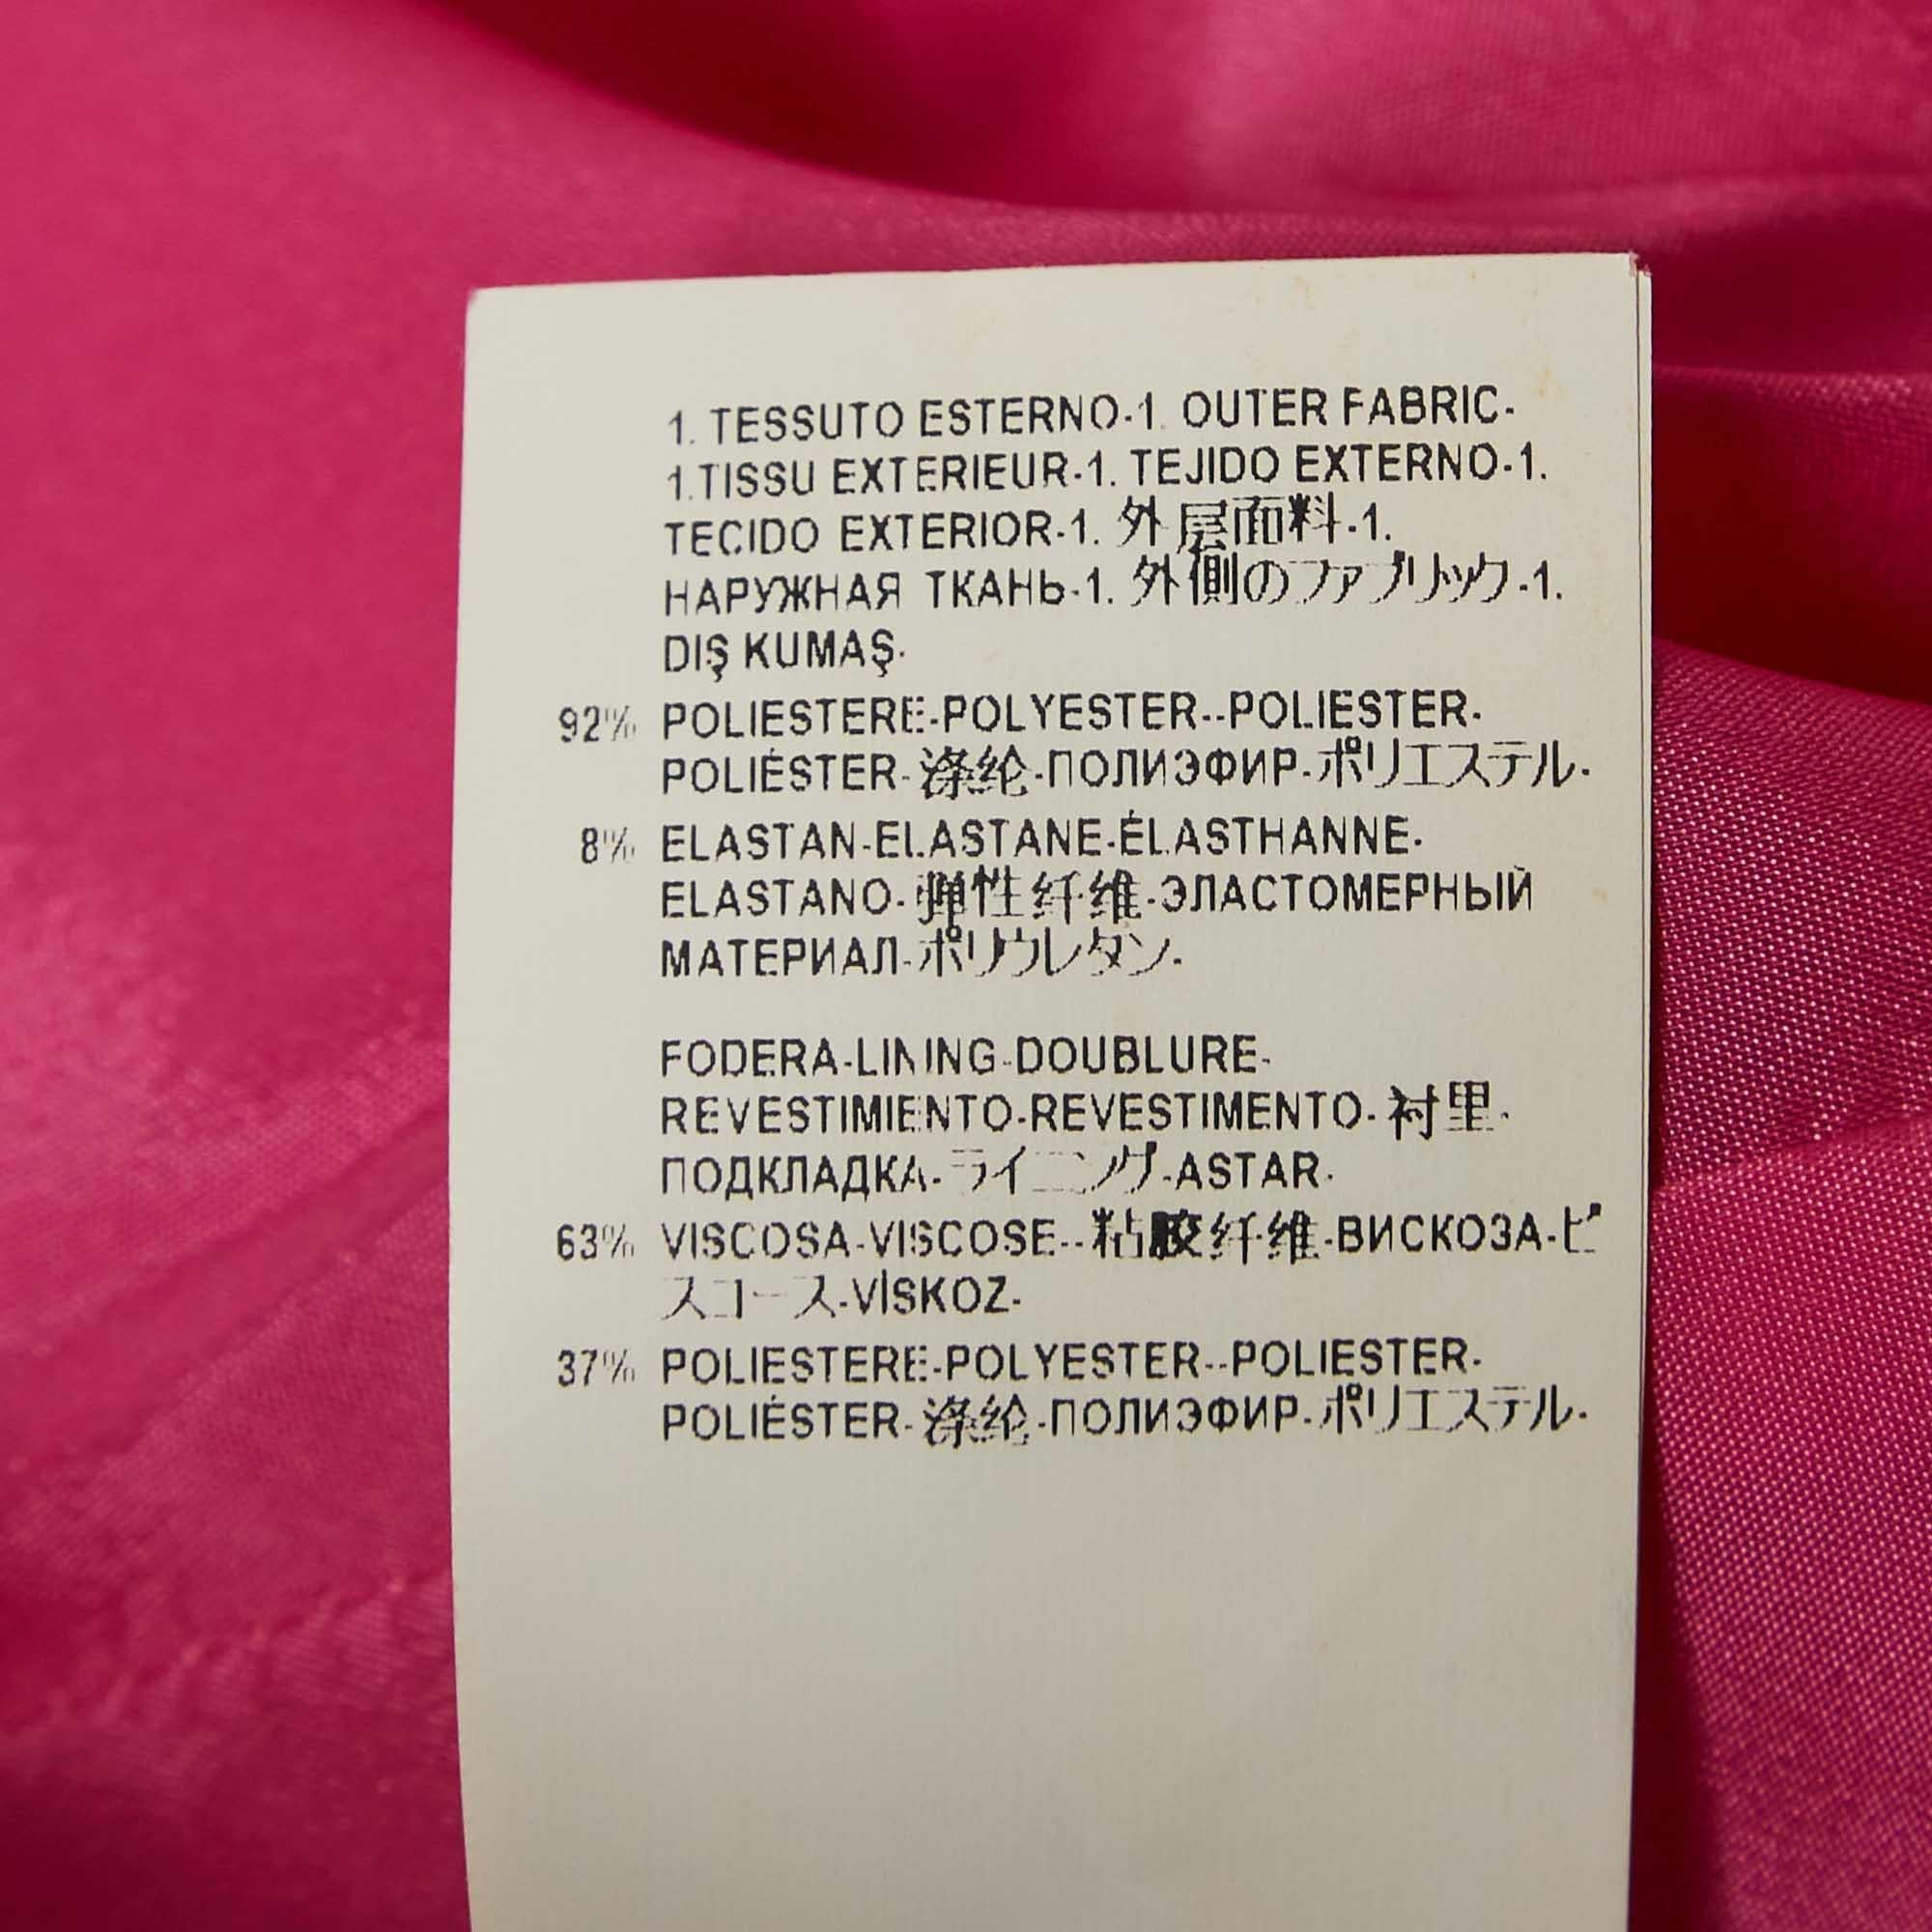 1. TESSUTO ESTERNO-1. OUTER FABRIC-
1.TISSU EXTERIEUR-1. TEJIDO EXTERNO-1.
TECIDO EXTERIOR-1. 外层面料-1.
НАРУЖНАЯ ТКАНЬ-1. 外側のファブリック-1.
DIŞ KUMAŞ-
92% POLIESTERE-POLYESTER--POLIESTER-
POLIÉSTER-涤纶-ПОЛИЭФИР-ポリエステル-
8% ELASTAN-ELASTANE-ÉLASTHANNE-
ELASTANO-弹性纤维-ЭЛАСТОМЕРНЫЙ
МАТЕРИАЛ-ポリウレタン-
FODERA-LINING-DOUBLURE-
REVESTIMIENTO-REVESTIMENTO-衬里-
ПОДКЛАДКА-ライニング-ASTAR-
63% VISCOSA-VISCOSE--粘胶纤维-ВИСКОЗА-ビ
スコース-VİSKOZ-
37% POLIESTERE-POLYESTER--POLIESTER-
POLIÉSTER-涤纶-ПОЛИЭФИР-ポリエステル-